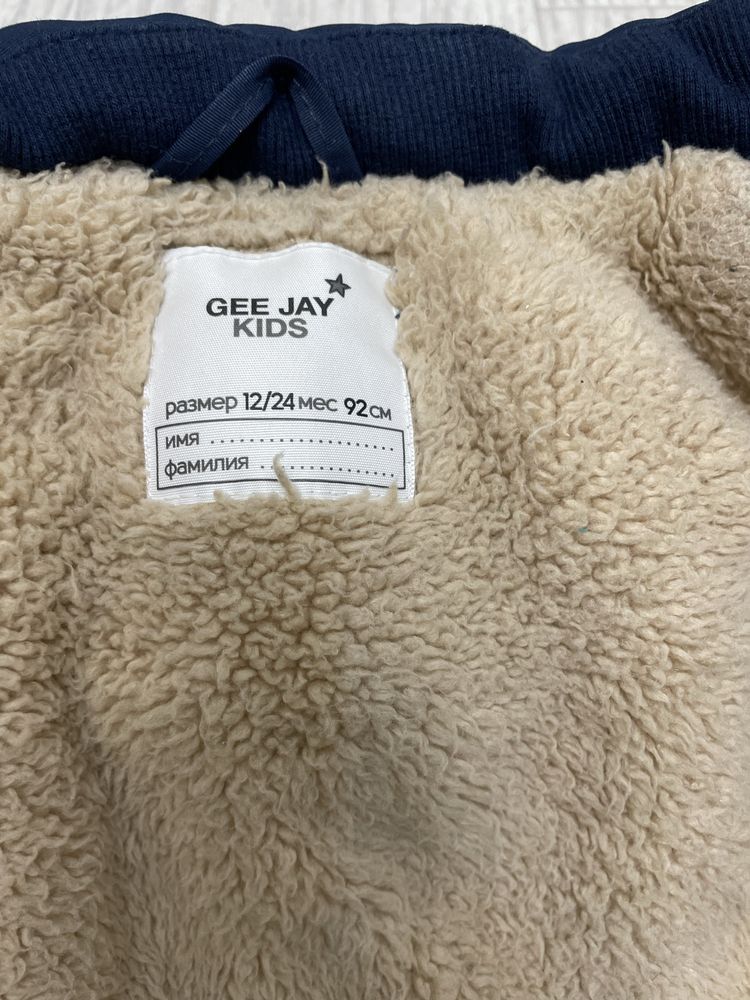 GEE JAY
KIDS
размер 12/24 мес 92 см
имя ....................
фамилия ..............